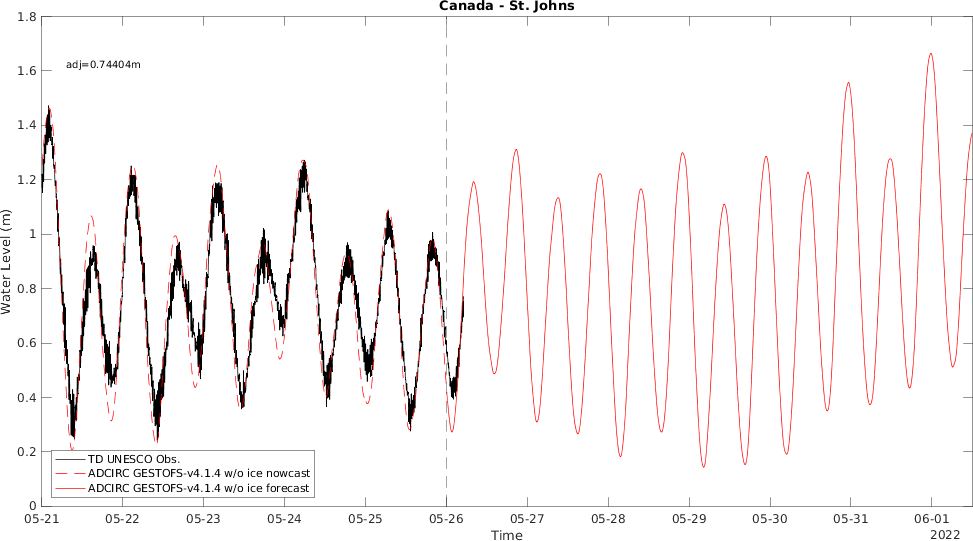 Canada - St. Johns
adj=0.74404m
Water Level (m)
1.8
1.6
1.4
1.2
1
0.8
0.6
0.4
0.2
0
TD UNESCO Obs.
ADCIRC GESTOFS-v4.1.4 w/o ice nowcast
ADCIRC GESTOFS-v4.1.4 w/o ice forecast
05-21 05-22 05-23 05-24 05-25 05-26 05-27 05-28 05-29 05-30 05-31 06-01
2022
Time